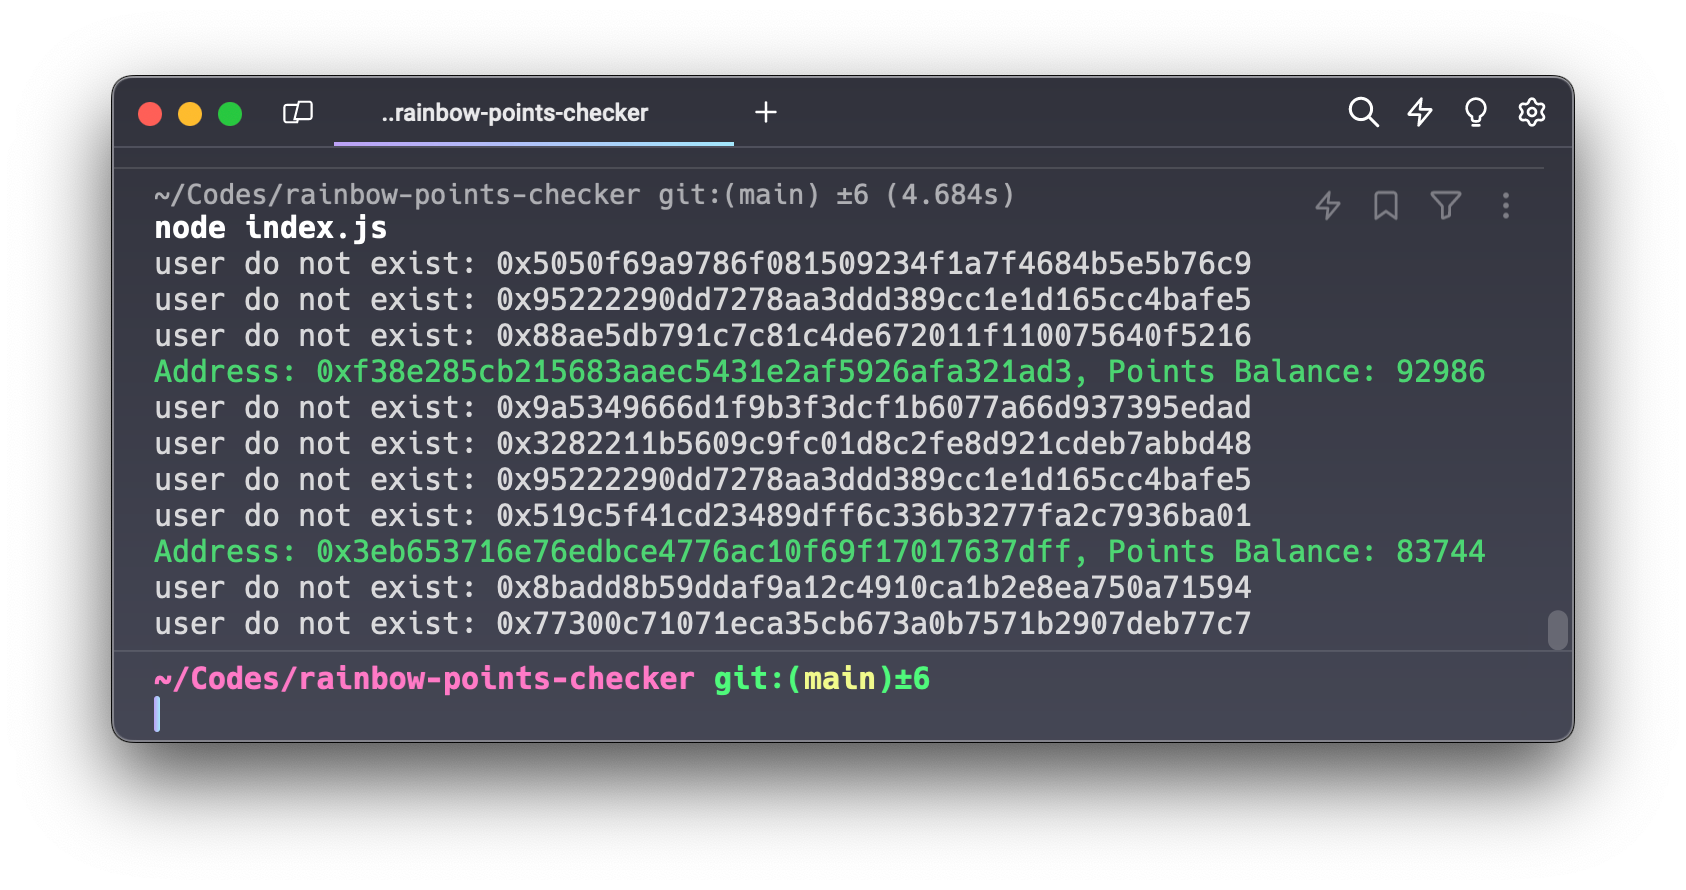 ..rainbow-points-checker
~/Codes/rainbow-points-checker git:(main) ±6 (4.684s)
node index.js
user do not exist: 0x5050f69a9786f081509234f1a7f4684b5e5b76c9
user do not exist: 0x95222290dd7278aa3ddd389cc1e1d165cc4bafe5
user do not exist: 0x88ae5db791c7c81c4de672011f110075640f5216
Address: 0xf38e285cb215683aaec5431e2af5926afa321ad3, Points Balance: 92986
user do not exist: 0x9a5349666d1f9b3f3dcf1b6077a66d937395edad
user do not exist: 0x3282211b5609c9fc01d8c2fe8d921cdeb7abbd48
user do not exist: 0x95222290dd7278aa3ddd389cc1e1d165cc4bafe5
user do not exist: 0x519c5f41cd23489dff6c336b3277fa2c7936ba01
Address: 0x3eb653716e76edbce4776ac10f69f17017637dff, Points Balance: 83744
user do not exist: 0x8badd8b59ddaf9a12c4910ca1b2e8ea750a71594
user do not exist: 0x77300c71071eca35cb673a0b7571b2907deb77c7
~/Codes/rainbow-points-checker git:(main)±6